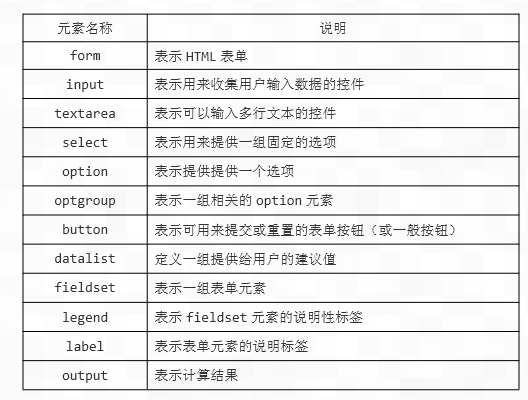 元素名称 说明
form 表示 HTML 表单
input 表示用来收集用户输入数据的控件
textarea 表示可以输入多行文本的控件
select 表示用来提供一组固定的选项
option 表示提供提供一个选项
optgroup 表示一组相关的 option 元素
button 表示可用来提交或重置的表单按钮（或一般按钮）
datalist 定义一组提供给用户的建议值
fieldset 表示一组表单元素
legend 表示 fieldset 元素的说明性标签
label 表示表单元素的说明标签
output 表示计算结果